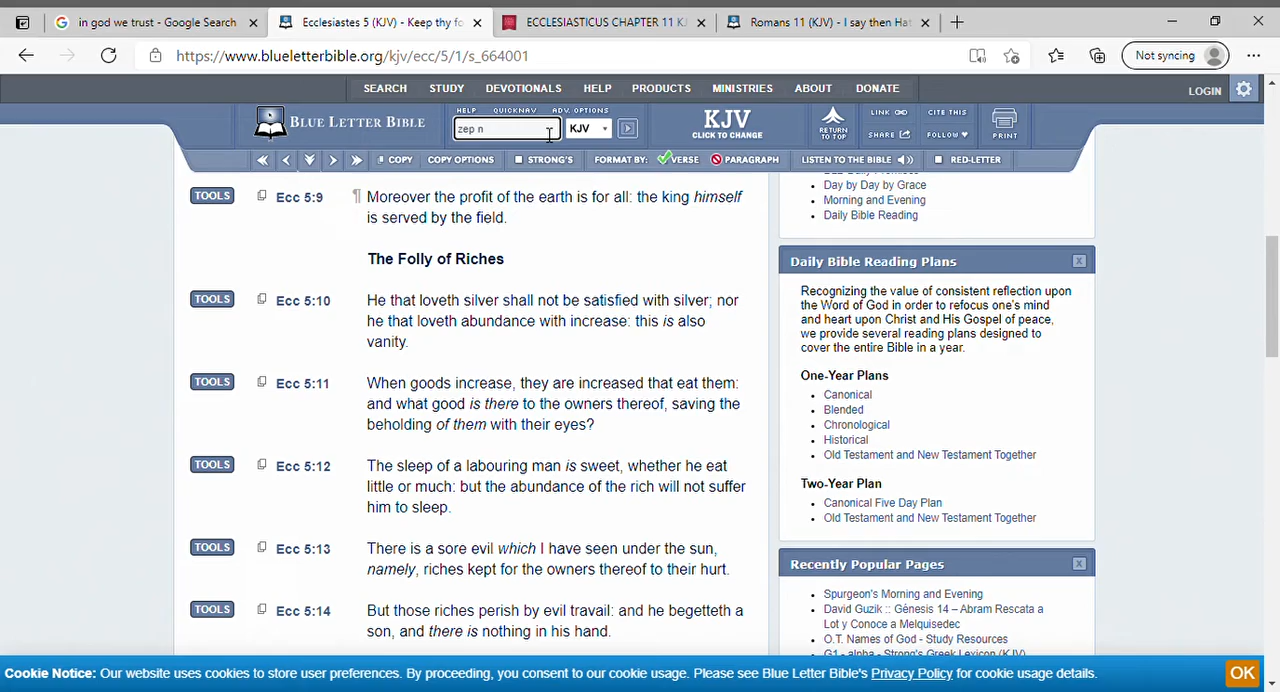 in god we trust - Google Search
Ecclesiastes 5 (KJV) - Keep thy fo
ECCLESIASTICUS CHAPTER 11 KJ
Romans 11 (KJV) - I say then Hat
https://www.blueletterbible.org/kjv/ecc/5/1/s_664001
Not syncing
SEARCH STUDY DEVOTIONALS HELP PRODUCTS MINISTRIES ABOUT DONATE
LOGIN
BLUE LETTER BIBLE
HELP QUICKNAV ADV. OPTIONS
zep n
KJV
KJV
CLICK TO CHANGE
RETURN
TO TOP
LINK
CITE THIS
SHARE
FOLLOW
PRINT
COPY COPY OPTIONS STRONG'S FORMAT BY: VERSE PARAGRAPH LISTEN TO THE BIBLE RED-LETTER
TOOLS Ecc 5:9 ¶ Moreover the profit of the earth is for all: the king himself
is served by the field.
The Folly of Riches
TOOLS Ecc 5:10 He that loveth silver shall not be satisfied with silver; nor
he that loveth abundance with increase: this is also
vanity.
TOOLS Ecc 5:11 When goods increase, they are increased that eat them:
and what good is there to the owners thereof, saving the
beholding of them with their eyes?
TOOLS Ecc 5:12 The sleep of a labouring man is sweet, whether he eat
little or much: but the abundance of the rich will not suffer
him to sleep.
TOOLS Ecc 5:13 There is a sore evil which I have seen under the sun,
namely, riches kept for the owners thereof to their hurt.
TOOLS Ecc 5:14 But those riches perish by evil travail: and he begetteth a
son, and there is nothing in his hand.
Day by Day by Grace
Morning and Evening
Daily Bible Reading
Daily Bible Reading Plans
Recognizing the value of consistent reflection upon
the Word of God in order to refocus one's mind
and heart upon Christ and His Gospel of peace,
we provide several reading plans designed to
cover the entire Bible in a year.
One-Year Plans
Canonical
Blended
Chronological
Historical
Old Testament and New Testament Together
Two-Year Plan
Canonical Five Day Plan
Old Testament and New Testament Together
Recently Popular Pages
Spurgeon's Morning and Evening
David Guzik :: Génesis 14 – Abram Rescata a
Lot y Conoce a Melquisedec
O.T. Names of God - Study Resources
G1 - alpha - Strong's Greek Lexicon (KJV)
Cookie Notice: Our website uses cookies to store user preferences. By proceeding, you consent to our cookie usage. Please see Blue Letter Bible's Privacy Policy for cookie usage details.
OK